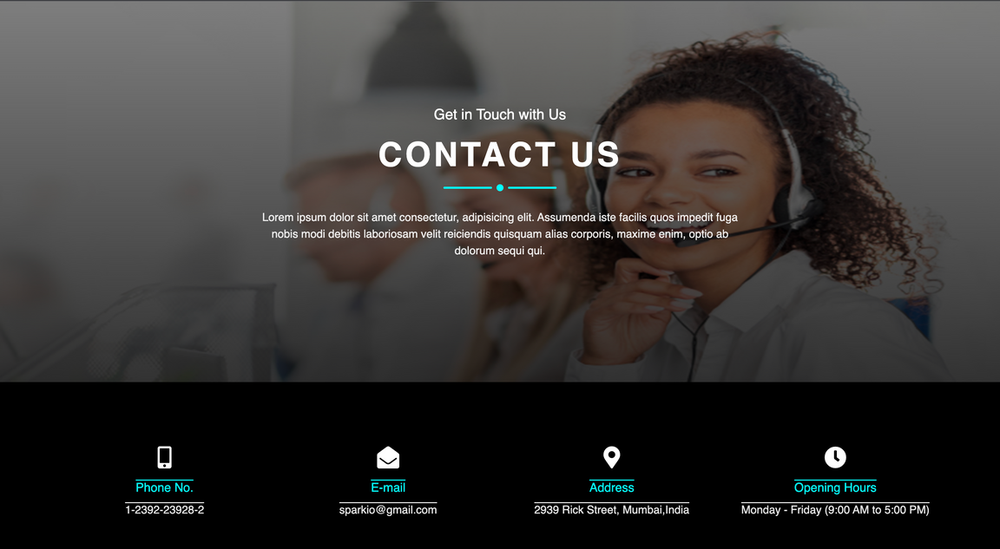 Get in Touch with Us
CONTACT US
Lorem ipsum dolor sit amet consectetur, adipisicing elit. Assumenda iste facilis quos impedit fuga
nobis modi debitis laboriosam velit reiciendis quisquam alias corporis, maxime enim, optio ab
dolorum sequi qui.
Phone No.
1-2392-23928-2
E-mail
sparkio@gmail.com
Address
2939 Rick Street, Mumbai,India
Opening Hours
Monday - Friday (9:00 AM to 5:00 PM)